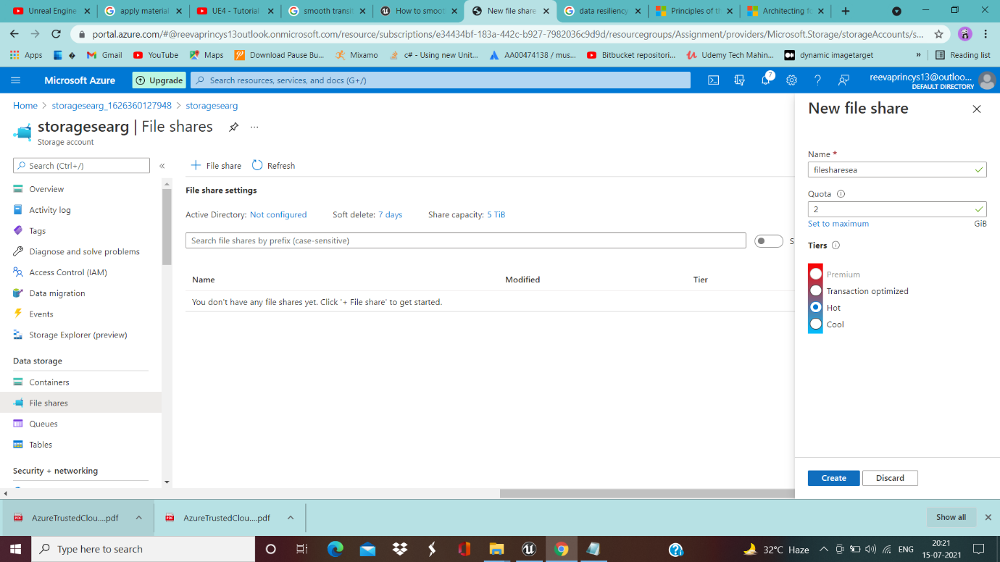 Unreal Engine
apply material
UE4 - Tutorial
smooth transit
How to smoot
New file share
data resiliency
Principles of th
Architecting fo
portal.azure.com/#@reevaprincys13outlook.onmicrosoft.com/resource/subscriptions/e34434bf-183a-442c-b927-7982036c9d9d/resourcegroups/Assignment/providers/Microsoft.Storage/storageAccounts/s...
Apps
Gmail
YouTube
Maps
Download Pause Bu...
Mixamo
c# - Using new Unit...
AA00474138 / mus...
Bitbucket repositori...
Udemy Tech Mahin...
dynamic imagetarget
»
Reading list
Microsoft Azure
Upgrade
Search resources, services, and docs (G+/)
7
reevaprincys13@outloo...
DEFAULT DIRECTORY
Home > storagesearg_1626360127948 > storagesearg
storagesearg | File shares
...
Storage account
Search (Ctrl+/)
«
Overview
Activity log
Tags
Diagnose and solve problems
Access Control (IAM)
Data migration
Events
Storage Explorer (preview)
Data storage
Containers
File shares
Queues
Tables
Security + networking
+ File share
Refresh
File share settings
Active Directory: Not configured
Soft delete: 7 days
Share capacity: 5 TiB
Search file shares by prefix (case-sensitive)
S
Name
Modified
Tier
You don't have any file shares yet. Click '+ File share' to get started.
New file share
Name *
filesharesea
Quota
2
Set to maximum
GiB
Tiers
Premium
Transaction optimized
Hot
Cool
Create
Discard
AzureTrustedClou....pdf
AzureTrustedClou....pdf
Show all
Type here to search
32°C Haze
ENG
20:21
15-07-2021